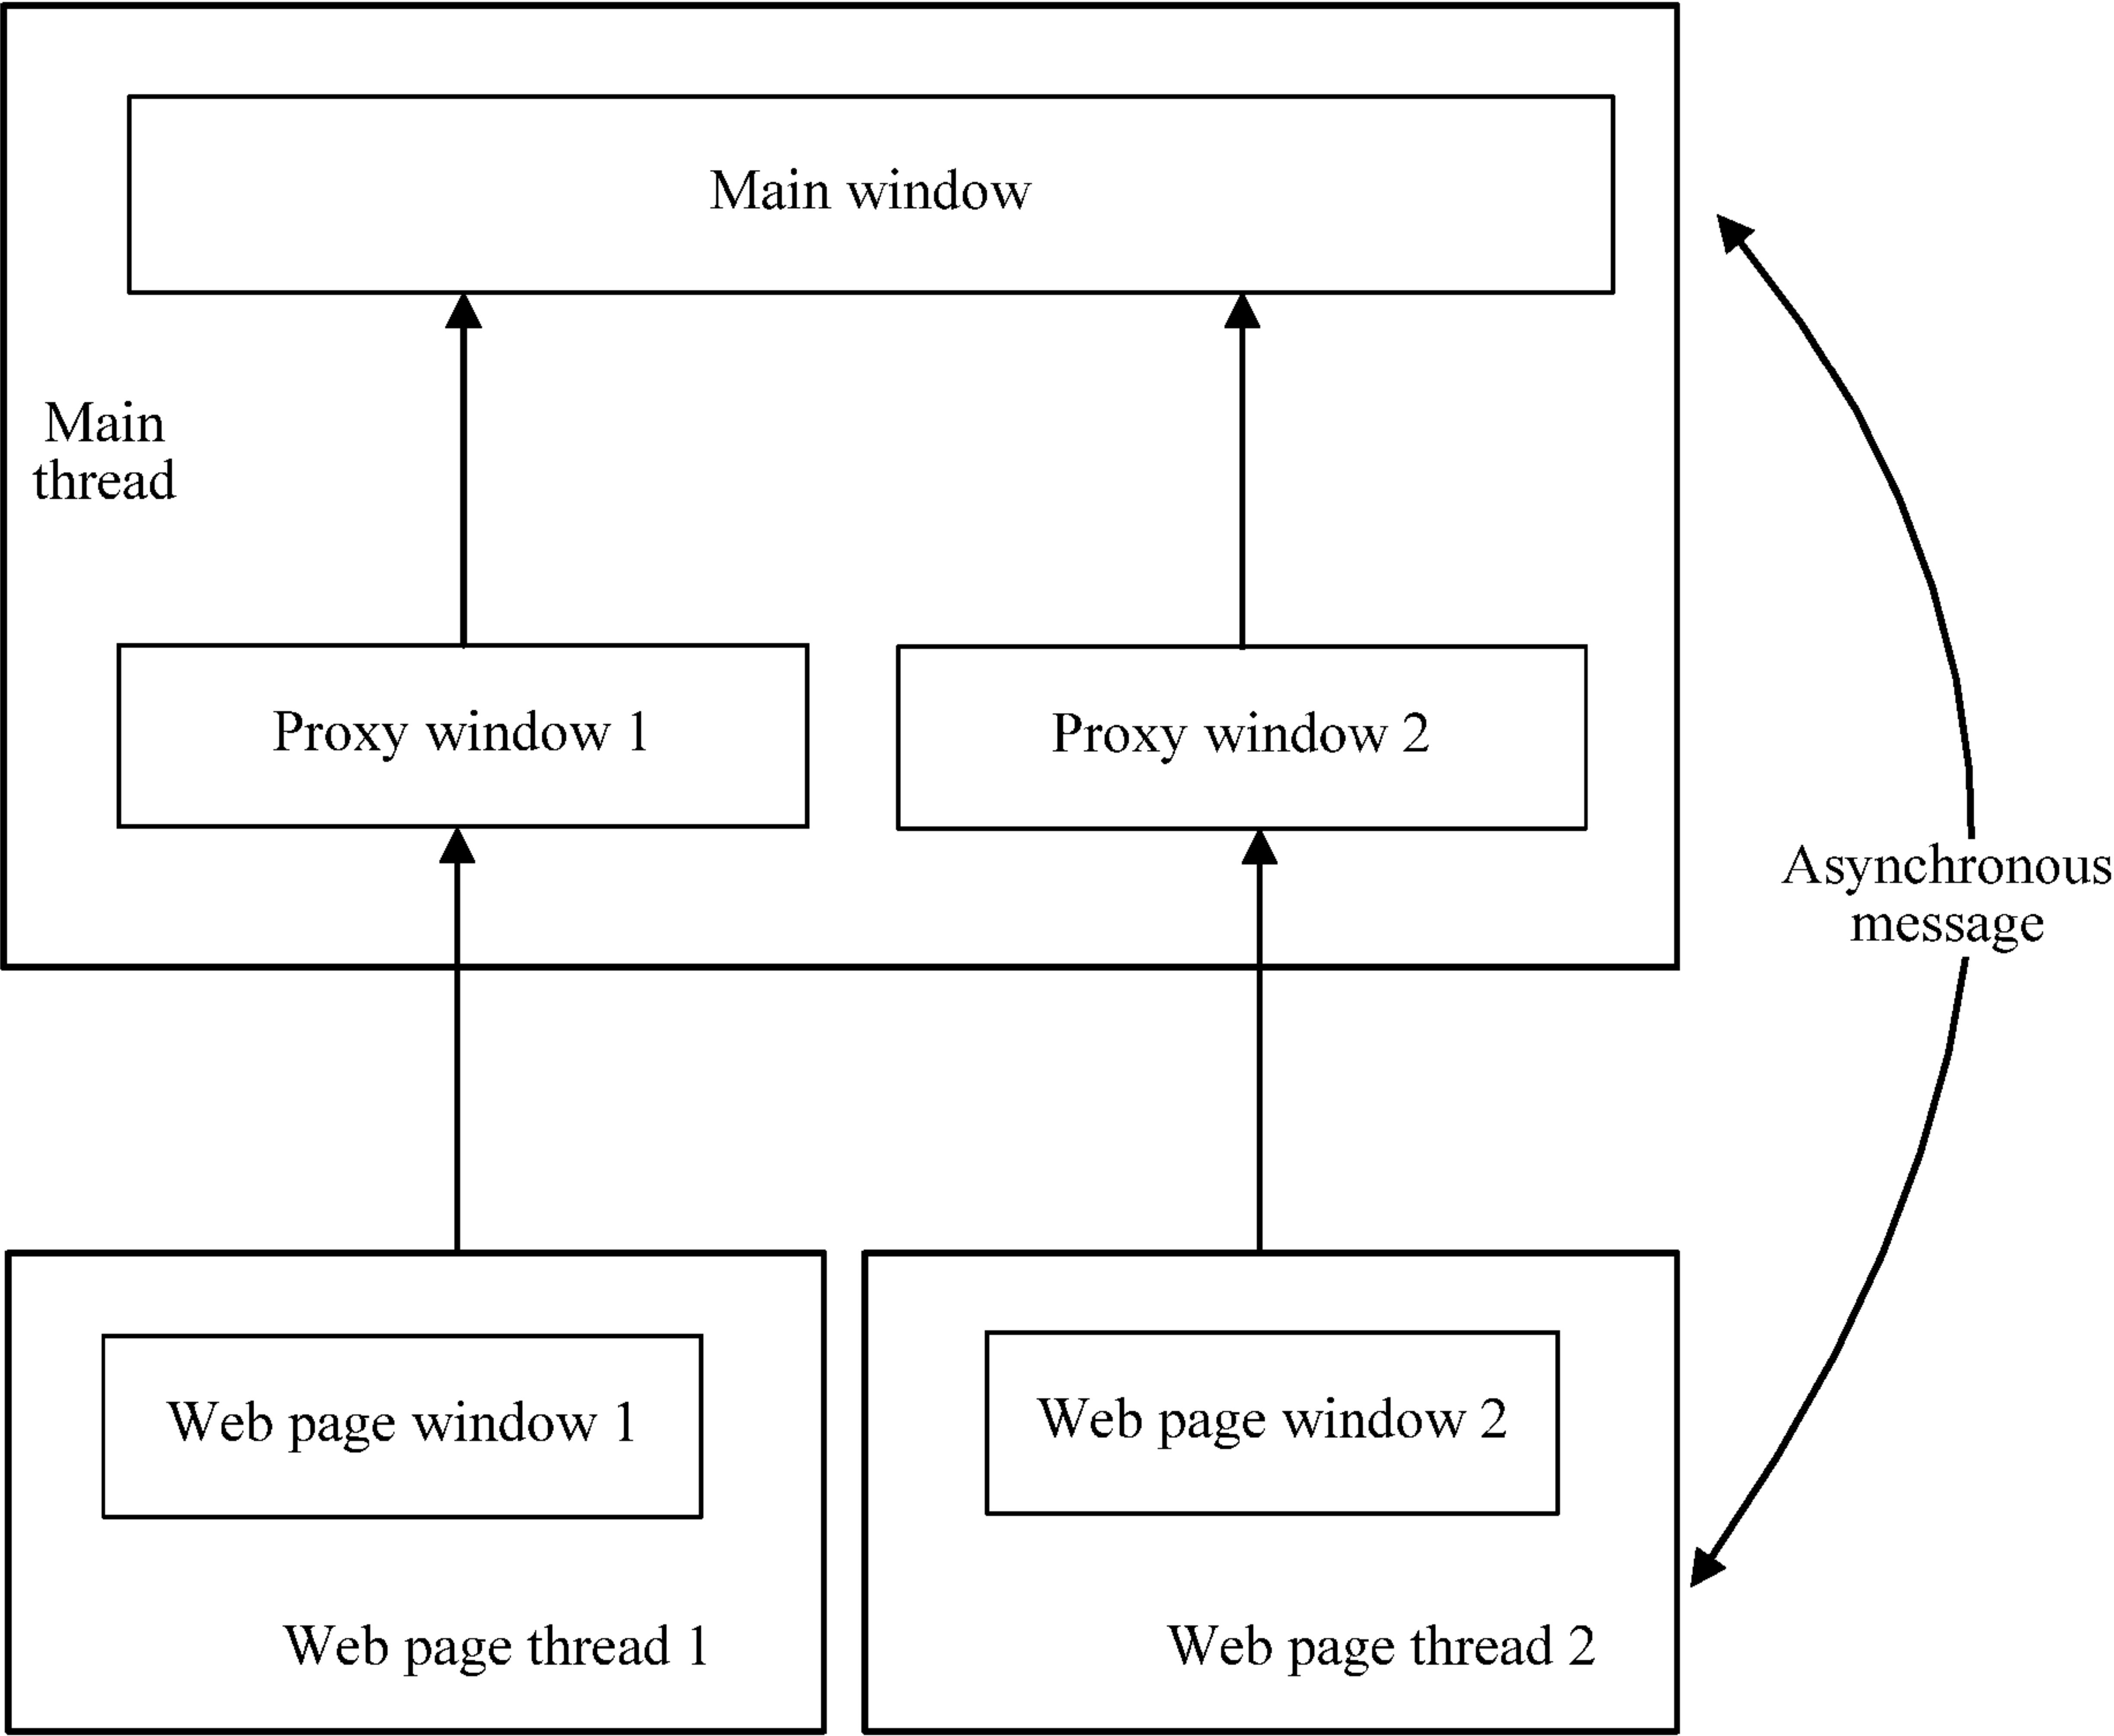 Main window
Main
thread
Proxy window 1
Proxy window 2
Asynchronous
message
Web page window 1
Web page window 2
Web page thread 1
Web page thread 2